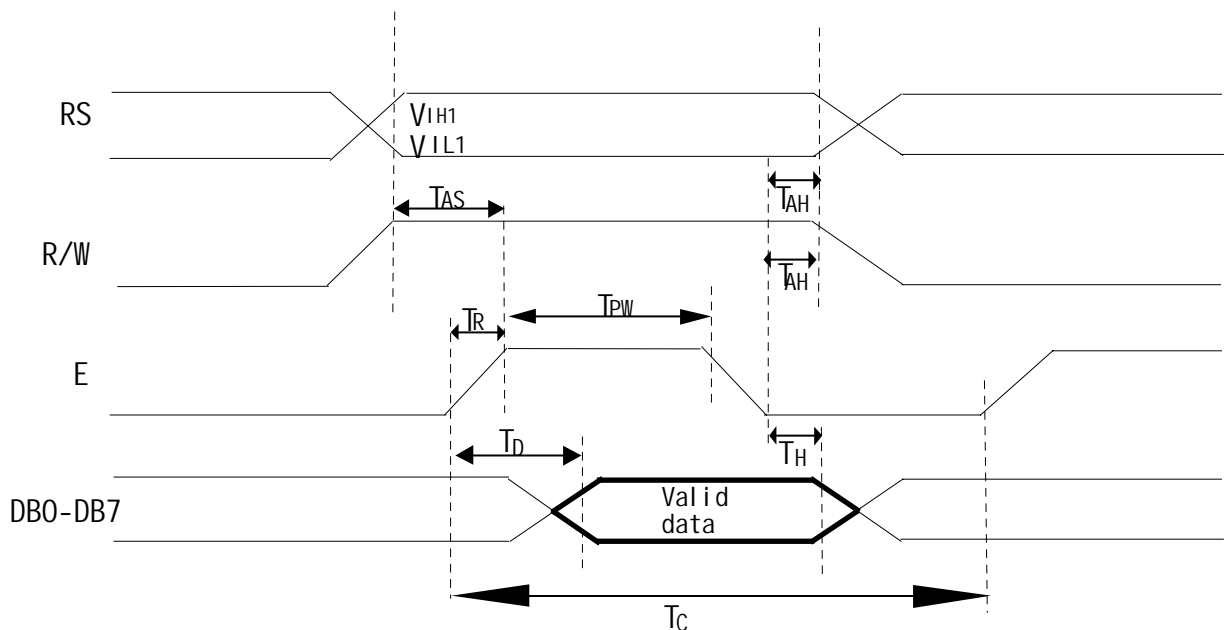 RS
VIH1
VIL1
TAS
TAH
R/W
TAH
TPW
TR
E
TD
TH
DB0-DB7
Valid
data
TC